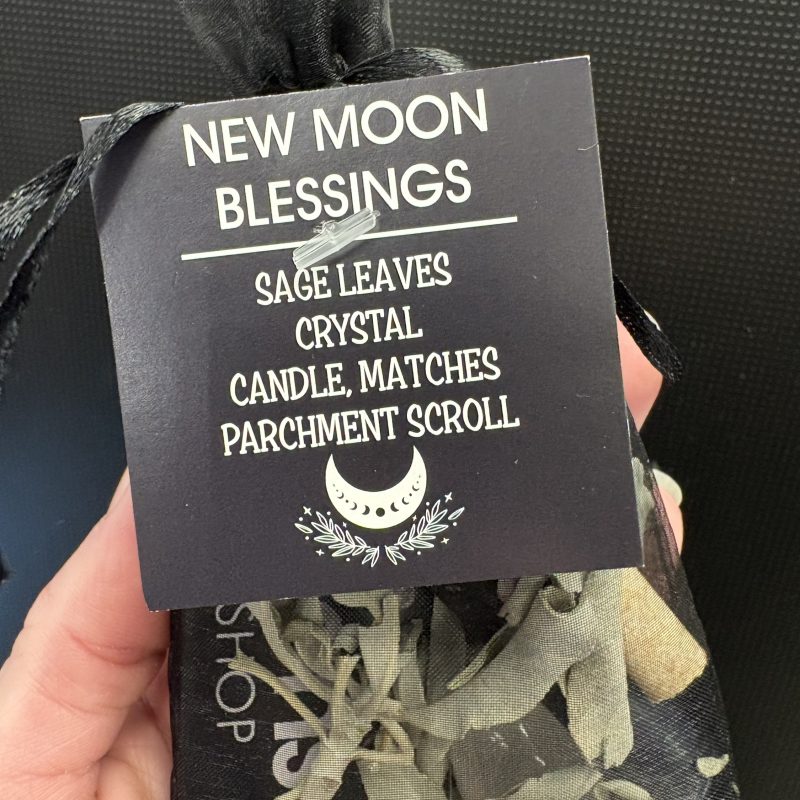 NEW MOON
BLESSINGS
SAGE LEAVES
CRYSTAL
CANDLE, MATCHES
PARCHMENT SCROLL
SHOP